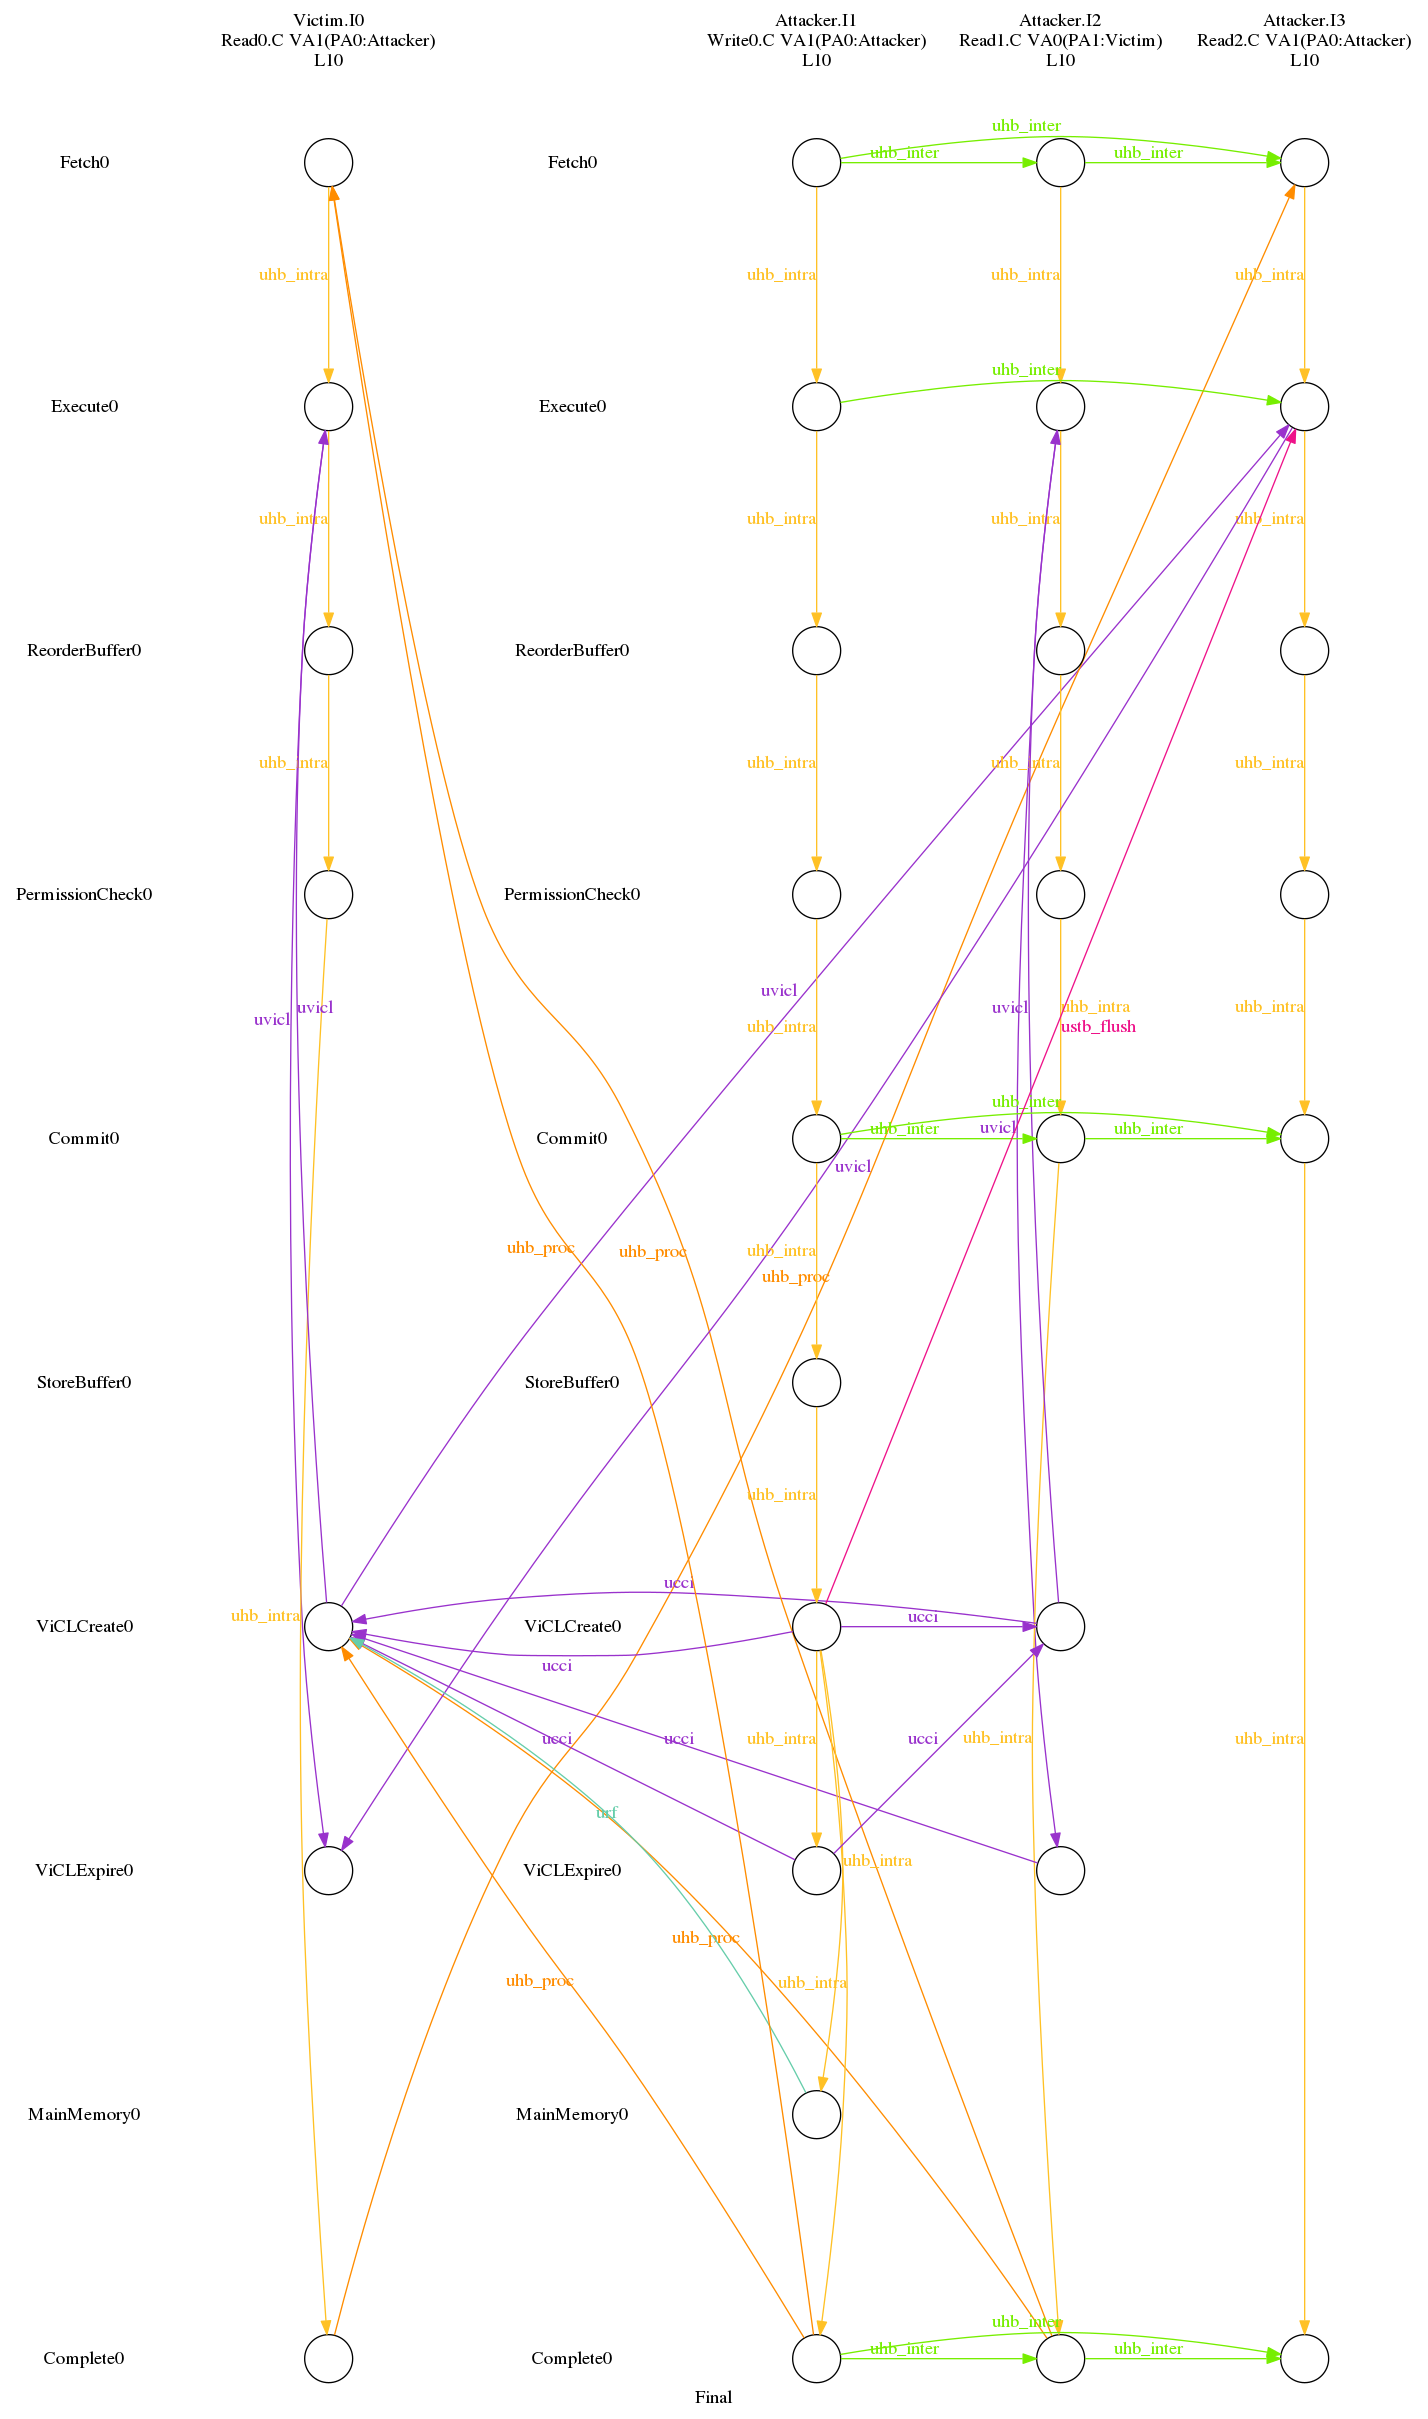 Victim.I0
Read0.C VA1(PA0:Attacker)
L10
Attacker.I1
Write0.C VA1(PA0:Attacker)
L10
Attacker.I2
Read1.C VA0(PA1:Victim)
L10
Attacker.I3
Read2.C VA1(PA0:Attacker)
L10
uhb_inter
Fetch0
Fetch0
uhb_inter
uhb_inter
uhb_intra
uhb_intra
uhb_intra
uhb_intra
uhb_inter
Execute0
Execute0
uhb_intra
uhb_intra
uhb_intra
uhb_intra
ReorderBuffer0
ReorderBuffer0
uhb_intra
uhb_intra
uhb_intra
uhb_intra
PermissionCheck0
PermissionCheck0
uvicl
uvicl
uvicl
uvicl
uhb_intra
uhb_intra
uhb_intra
ustb_flush
uhb_inter
uhb_inter
uvicl
uhb_inter
Commit0
Commit0
uvicl
uhb_proc
uhb_proc
uhb_intra
uhb_proc
StoreBuffer0
StoreBuffer0
uhb_intra
ucci
uhb_intra
ucci
ViCLCreate0
ViCLCreate0
ucci
ucci
ucci
uhb_intra
ucci
uhb_intra
uhb_intra
urf
uhb_intra
ViCLExpire0
ViCLExpire0
uhb_proc
uhb_proc
uhb_intra
MainMemory0
MainMemory0
uhb_inter
uhb_inter
uhb_inter
Complete0
Complete0
Final